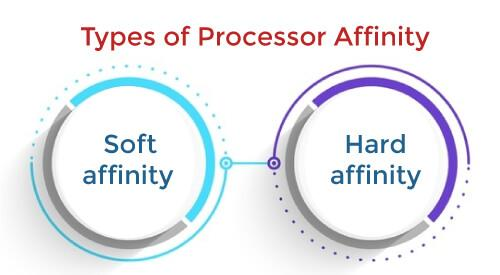 Types of Processor Affinity
Soft
affinity
Hard
affinity